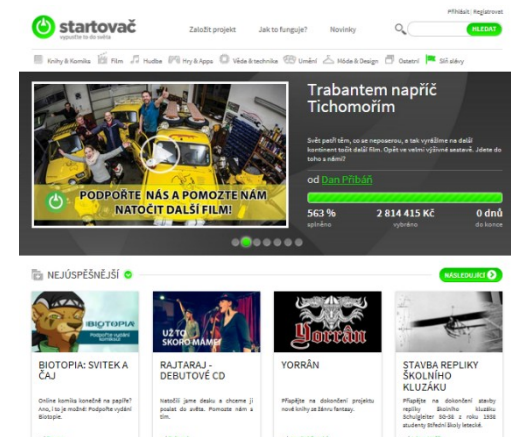 Přihlásit | Registrovat
startovač
vypusťte to do světa
Založit projekt
Jak to funguje?
Novinky
HLEDAT
Knihy & Komiks
Film
Hudba
Hry & Apps
Věda & technika
Umění
Móda & Design
Ostatní
Síň slávy
Trabantem napříč
Tichomořím
Svět patří těm, co se neposerou, a tak vyrážíme na další
kontinent točit další film. Opět ve velmi výživné sestavě. Jdete do
toho s námi?
od Dan Přibáň
PODPOŘTE NÁS A POMOZTE NÁM
NATOČIT DALŠÍ FILM!
563 %
2 814 415 Kč
0 dnů
splněno
vybráno
do konce
NEJÚSPĚŠNĚJŠÍ
NÁSLEDUJÍCÍ
BIOTOPIA
Podpořte vydání
komiksu!
UŽ TO
SKORO MÁME!
Yorrân
BIOTOPIA: SVITEK A
ČAJ
Online komiks konečně na papíře?
Ano, i to je možné! Podpořte vydání
Biotopie.
RAJTARAJ -
DEBUTOVÉ CD
Natočili jsme desku a chceme jí
poslat do světa. Pomozte nám s
tím.
YORRÂN
Přispějte na dokončení projektu
nové knihy ze žánru fantasy.
STAVBA REPLIKY
ŠKOLNÍHO
KLUZÁKU
Přispějte na dokončení stavby
repliky školního kluzáku
Schulgleiter SG-38 z roku 1938
studenty Střední školy letecké.